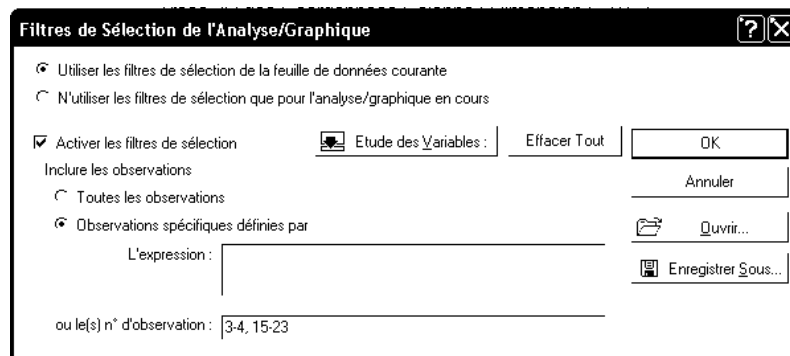 Filtres de Sélection de l'Analyse/Graphique
Utiliser les filtres de sélection de la feuille de données courante
N'utiliser les filtres de sélection que pour l'analyse/graphique en cours
Activer les filtres de sélection
Etude des Variables :
Effacer Tout
OK
Inclure les observations
Annuler
Toutes les observations
Observations spécifiques définies par
Ouvrir...
L'expression :
Enregistrer Sous...
ou le(s) n° d'observation : 3-4, 15-23